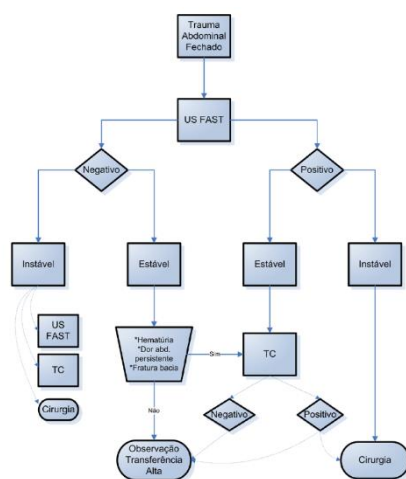 Trauma
Abdominal
Fechado
US FAST
Negativo
Positivo
Instável
Estável
Estável
Instável
US
FAST
TC
Cirurgia
"Hematúria
"Dor abd.
persistente
"Fratura bacia
Sim
TC
Não
Negativo
Positivo
Observação
Transferência
Alta
Cirurgia